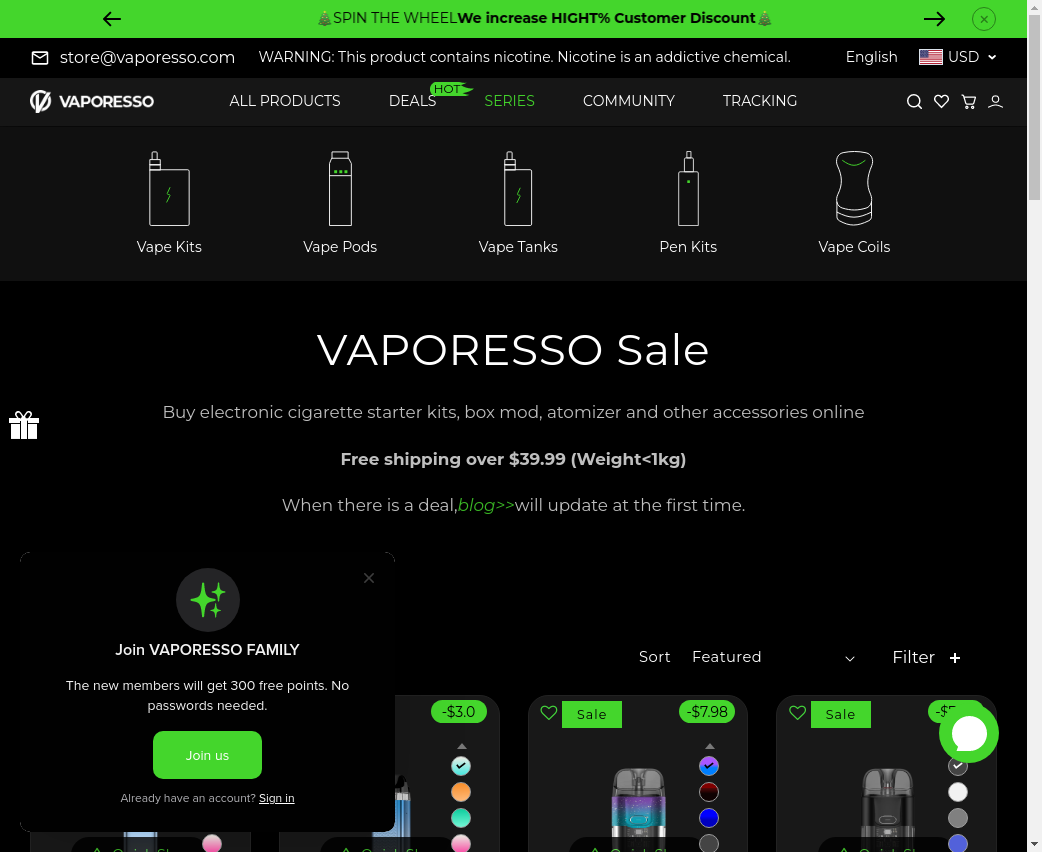 🎄SPIN THE WHEELWe increase HIGHT% Customer Discount🎄
store@vaporesso.com
WARNING: This product contains nicotine. Nicotine is an addictive chemical.
English
USD
VAPORESSO
ALL PRODUCTS
DEALS
HOT
SERIES
COMMUNITY
TRACKING
Vape Kits
Vape Pods
Vape Tanks
Pen Kits
Vape Coils
VAPORESSO Sale
Buy electronic cigarette starter kits, box mod, atomizer and other accessories online
Free shipping over $39.99 (Weight<1kg)
When there is a deal,blog>>will update at the first time.
Join VAPORESSO FAMILY
The new members will get 300 free points. No
passwords needed.
Join us
Already have an account? Sign in
Sort
Featured
Filter
-$3.0
Sale
-$7.98
Sale